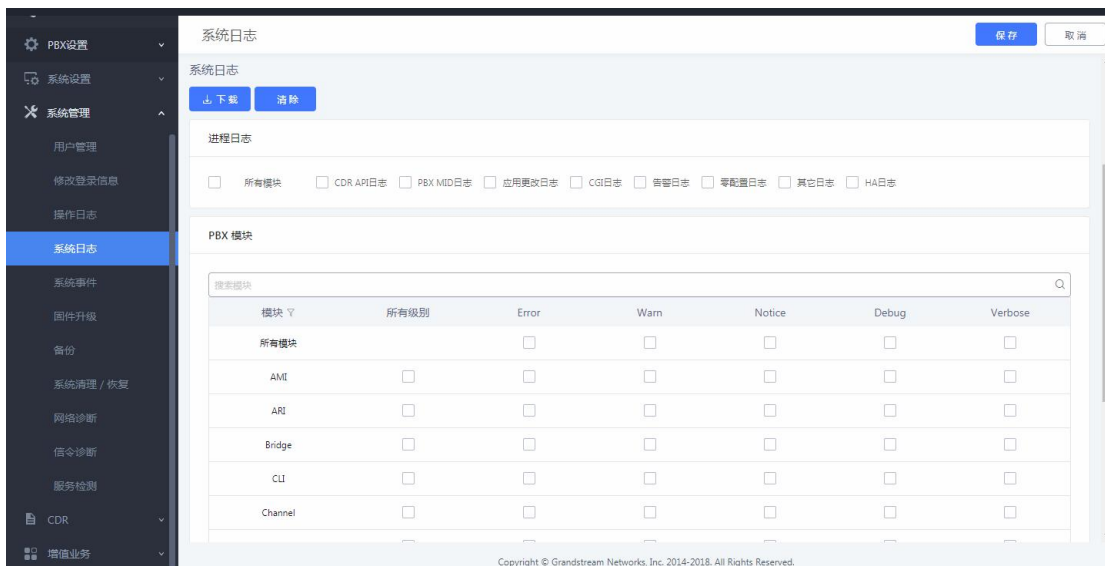 PBX设置
系统设置
系统管理
用户管理
修改登录信息
操作日志
系统日志
系统事件
固件升级
备份
系统清理 / 恢复
网络诊断
信令诊断
服务检测
CDR
增值业务
系统日志
保存 取消
系统日志
下载 清除
进程日志
所有模块 CDR API日志 PBX MID日志 应用更改日志 CGI日志 告警日志 零配置日志 其它日志 HA日志
PBX 模块
搜索模块
模块 所有级别 Error Warn Notice Debug Verbose
所有模块
AMI
ARI
Bridge
CLI
Channel
Copyright © Grandstream Networks, Inc. 2014-2018. All Rights Reserved.